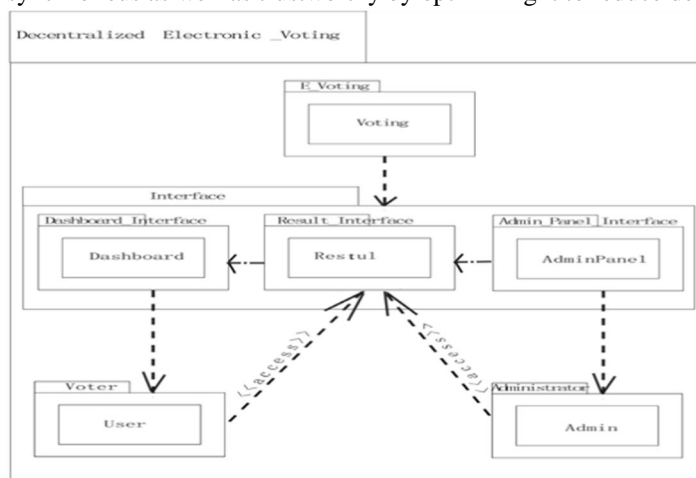 Decentralized Electronic _Voting
E_Voting
Voting
Interface
Dashboard_Interface
Result_Interface
Admin_Panel_Interface
Dashboard
Restul
AdminPanel
<<access>>
<<access>>
Voter
Administrator
User
Admin